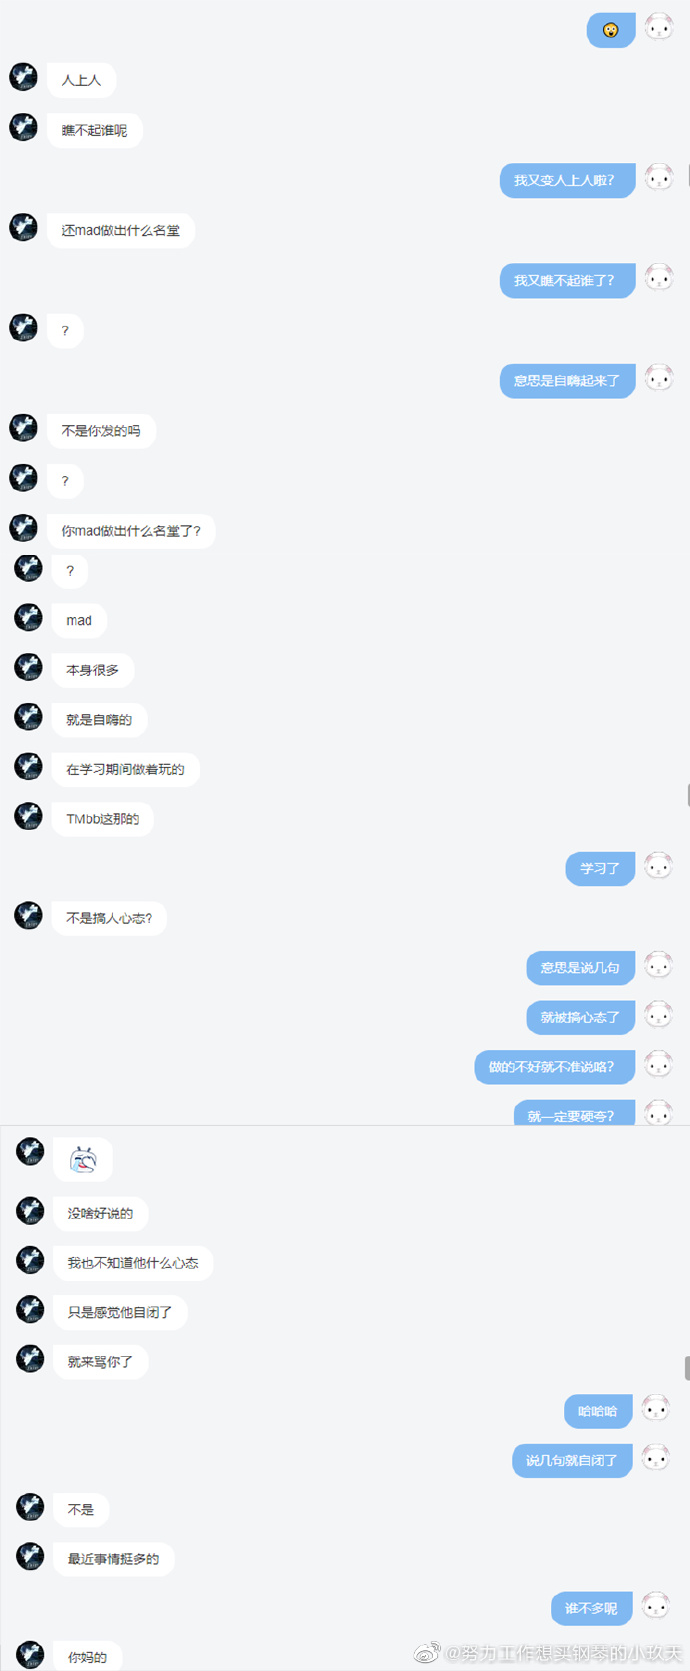 人上人
瞧不起谁呢
我又变人上人啦？
还mad做出什么名堂
我又瞧不起谁了？
？
意思是自嗨起来了
不是你发的吗
？
你mad做出什么名堂了？
？
mad
本身很多
就是自嗨的
在学习期间做着玩的
TMbb这那的
学习了
不是搞人心态？
意思是说几句
就被搞心态了
做的不好就不准说咯？
就一定要硬夸？
没啥好说的
我也不知道他什么心态
只是感觉他自闭了
就来骂你了
哈哈哈
说几句就自闭了
不是
最近事情挺多的
谁不多呢
你妈的
@努力工作想买钢琴的小玖天